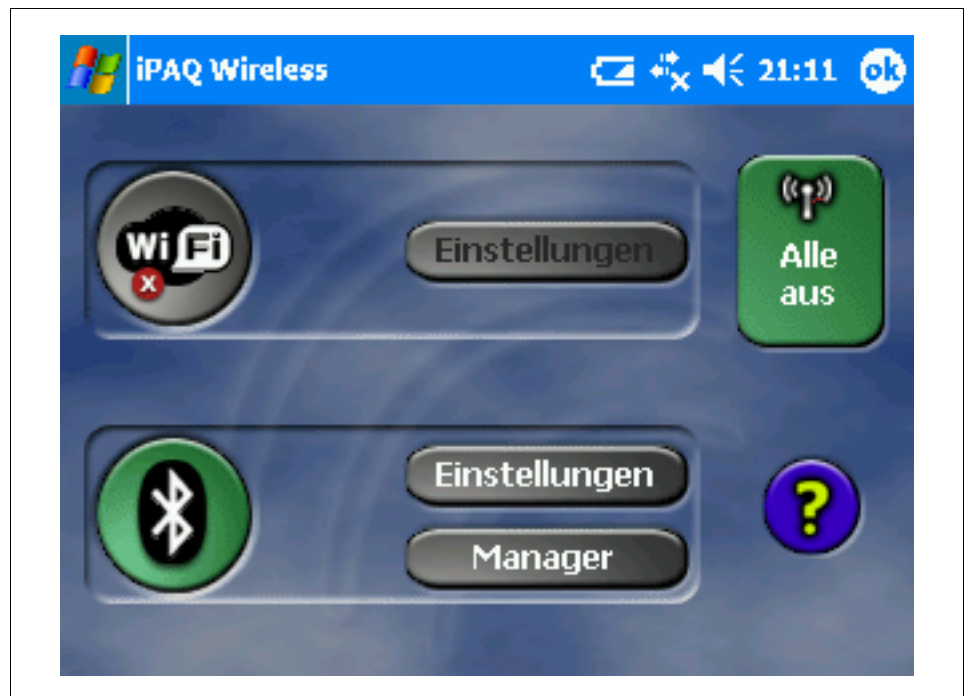 iPAQ Wireless 21:11 ok
Wi Fi
x
Einstellungen
Alle
aus
Einstellungen
?
Manager